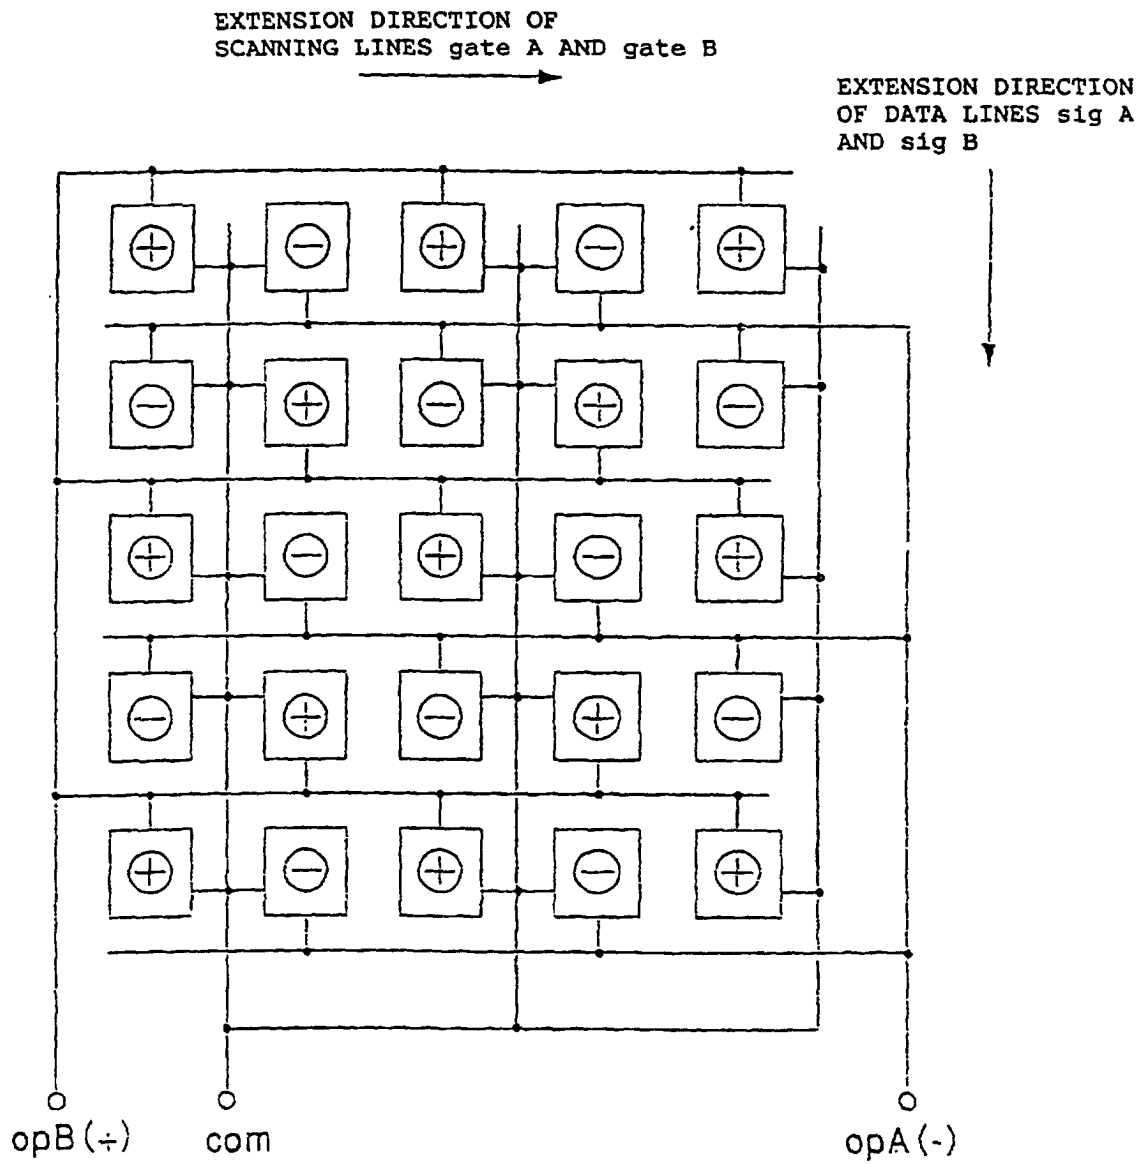 EXTENSION DIRECTION OF
SCANNING LINES gate A AND gate B
EXTENSION DIRECTION
OF DATA LINES sig A
AND sig B
opB(÷)
com
opA(-)